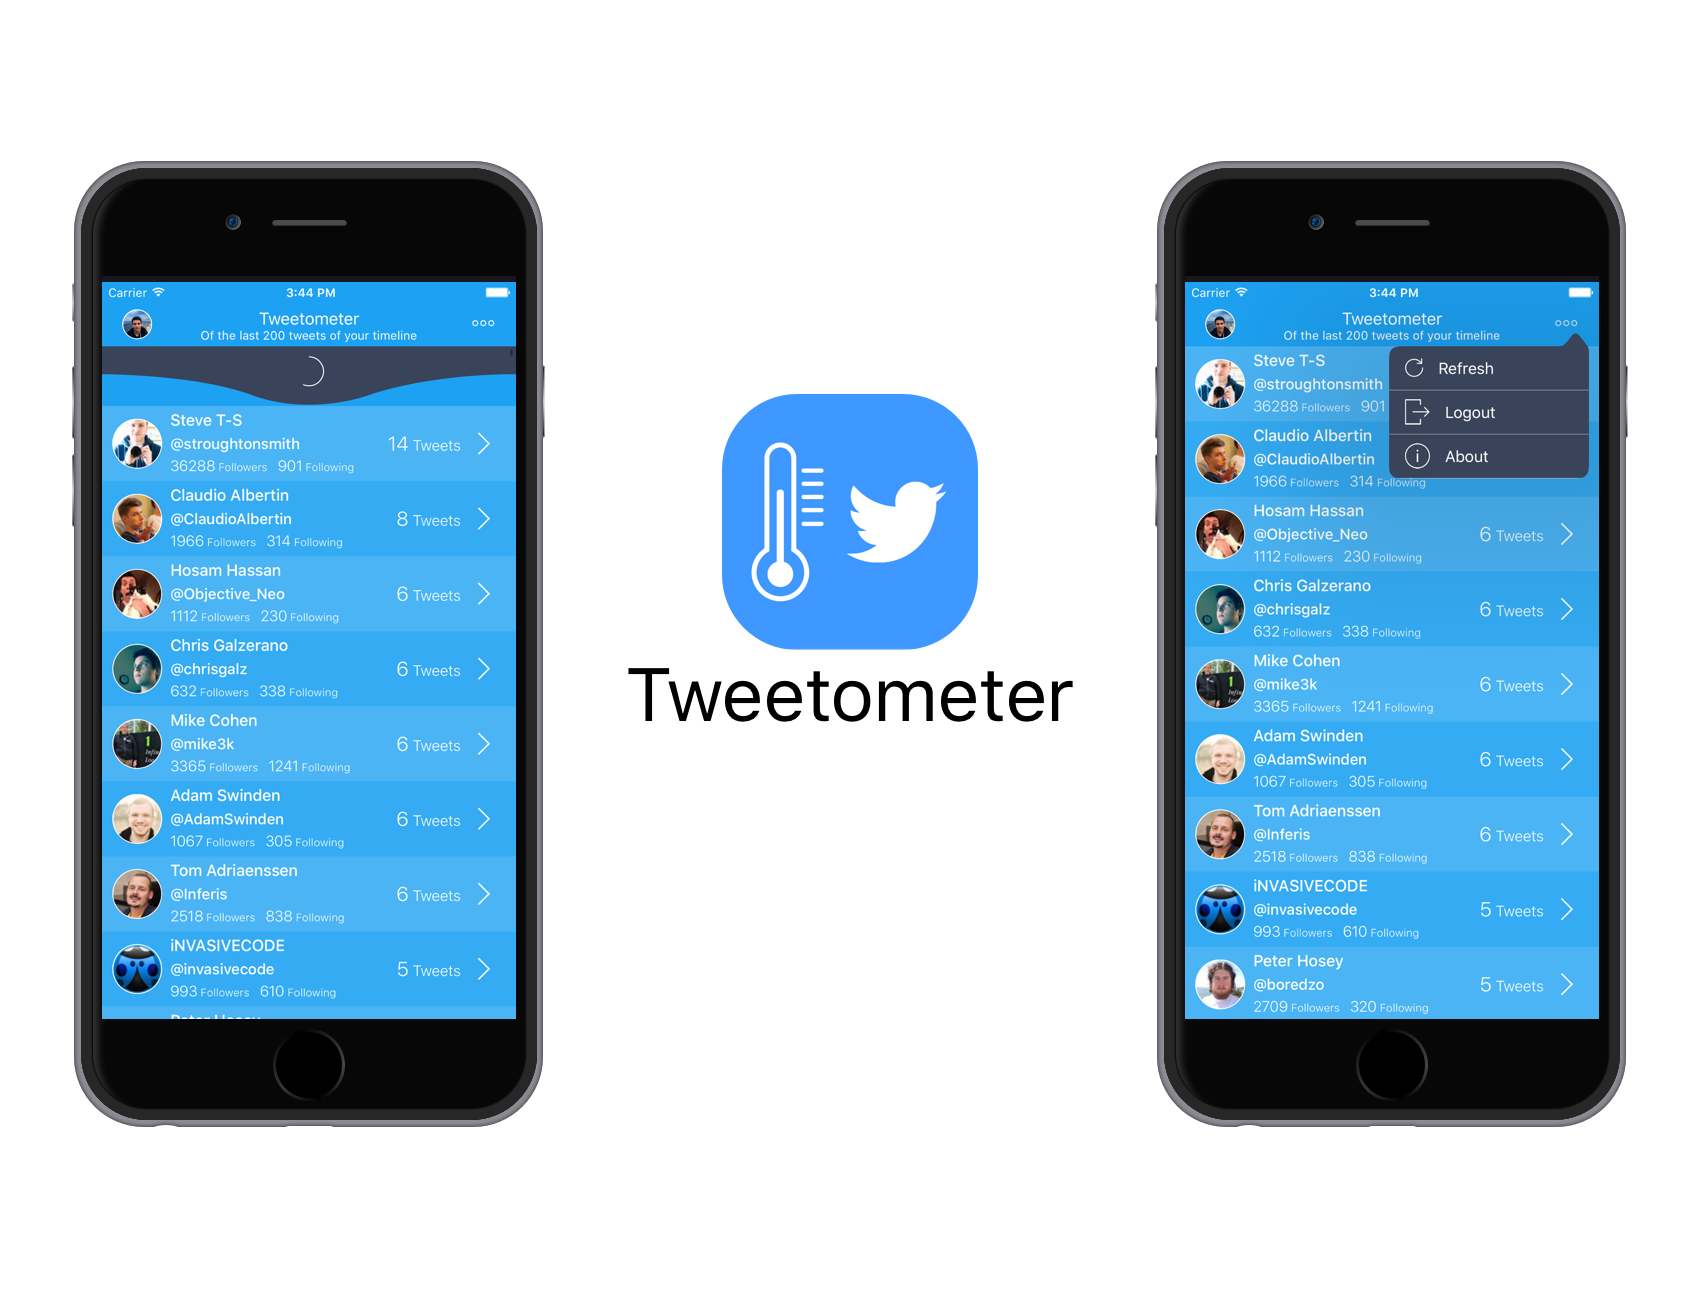 Carrier 3:44 PM
Tweetometer
Of the last 200 tweets of your timeline
Steve T-S
@stroughtonsmith 14 Tweets
36288 Followers 901 Following
Claudio Albertin
@ClaudioAlbertin 8 Tweets
1966 Followers 314 Following
Hosam Hassan
@Objective_Neo 6 Tweets
1112 Followers 230 Following
Chris Galzerano
@chrisgalz 6 Tweets
632 Followers 338 Following
Mike Cohen
@mike3k 6 Tweets
3365 Followers 1241 Following
Adam Swinden
@AdamSwinden 6 Tweets
1067 Followers 305 Following
Tom Adriaenssen
@Inferis 6 Tweets
2518 Followers 838 Following
iNVASIVECODE
@invasivecode 5 Tweets
993 Followers 610 Following
Peter Hosey
Tweetometer
Carrier 3:44 PM
Tweetometer
Of the last 200 tweets of your timeline
Refresh
Logout
About
Steve T-S
@stroughtonsmith
36288 Followers 901
Claudio Albertin
@ClaudioAlbertin
1966 Followers 314 Following
Hosam Hassan
@Objective_Neo 6 Tweets
1112 Followers 230 Following
Chris Galzerano
@chrisgalz 6 Tweets
632 Followers 338 Following
Mike Cohen
@mike3k 6 Tweets
3365 Followers 1241 Following
Adam Swinden
@AdamSwinden 6 Tweets
1067 Followers 305 Following
Tom Adriaenssen
@Inferis 6 Tweets
2518 Followers 838 Following
iNVASIVECODE
@invasivecode 5 Tweets
993 Followers 610 Following
Peter Hosey
@boredzo 5 Tweets
2709 Followers 320 Following